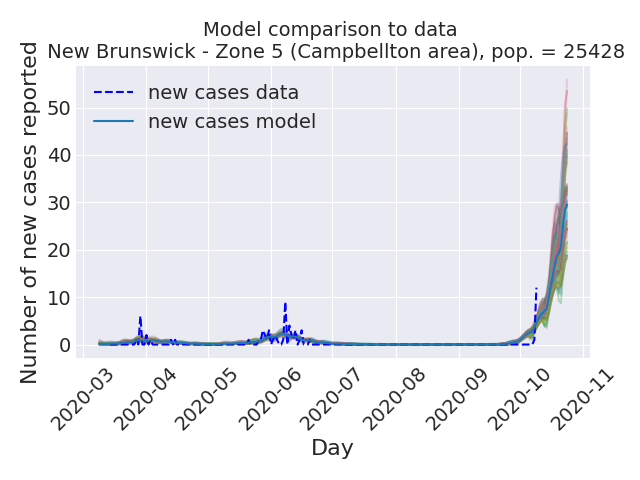 Model comparison to data
New Brunswick - Zone 5 (Campbellton area), pop. = 25428
Number of new cases reported
new cases data
new cases model
50
40
30
20
10
0
2020-03
2020-04
2020-05
2020-06
2020-07
2020-08
2020-09
2020-10
2020-11
Day